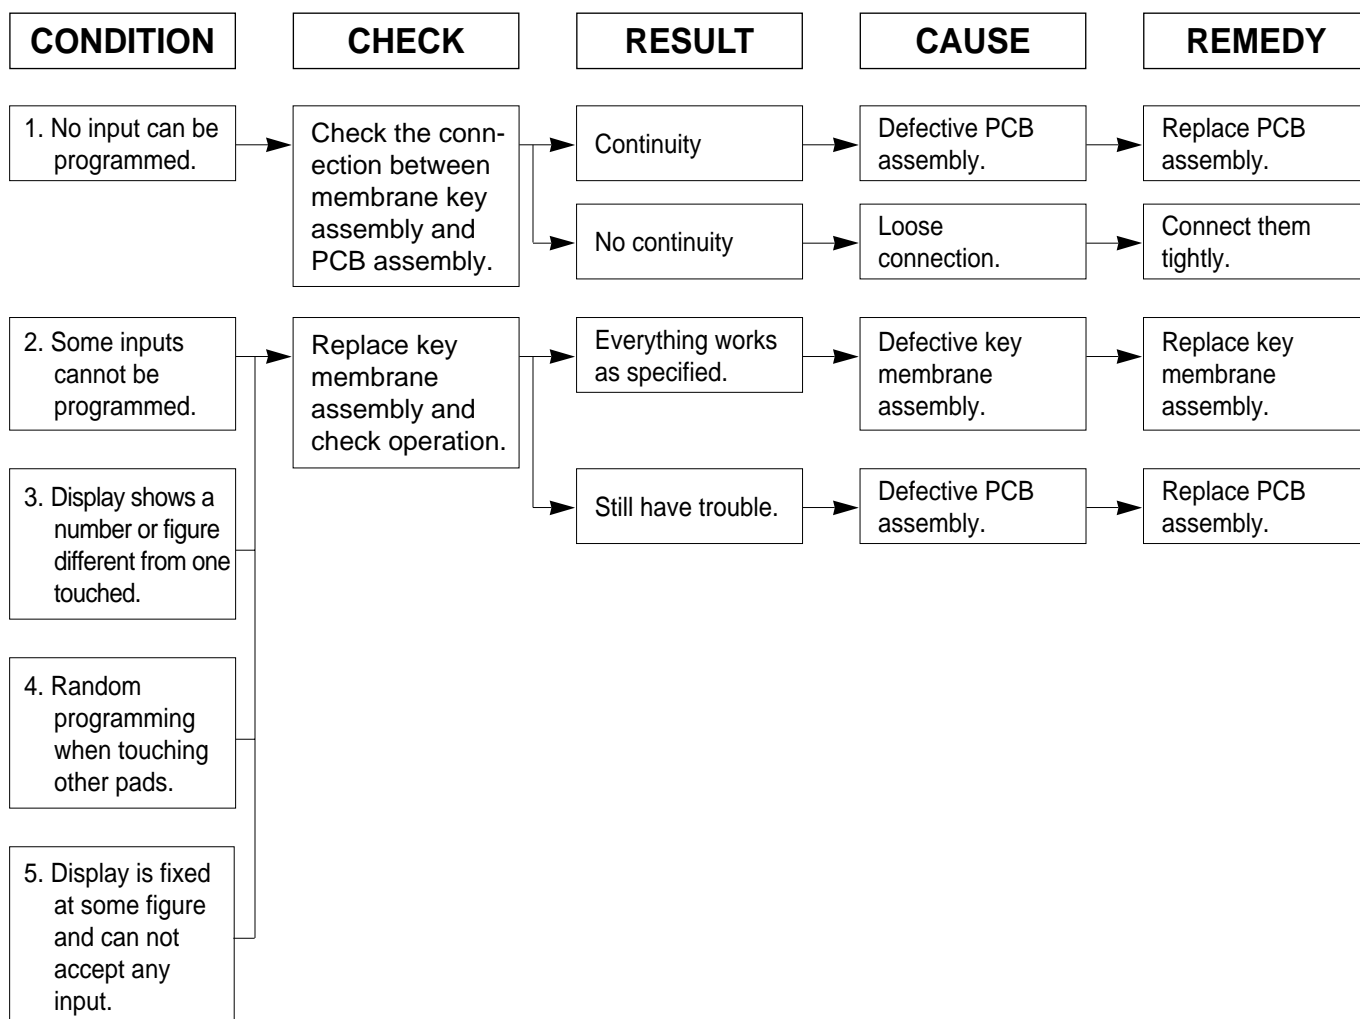 CONDITION
CHECK
RESULT
CAUSE
REMEDY
1. No input can be
programmed.
Check the conn-
ection between
membrane key
assembly and
PCB assembly.
Continuity
Defective PCB
assembly.
Replace PCB
assembly.
No continuity
Loose
connection.
Connect them
tightly.
2. Some inputs
cannot be
programmed.
Replace key
membrane
assembly and
check operation.
Everything works
as specified.
Defective key
membrane
assembly.
Replace key
membrane
assembly.
Still have trouble.
Defective PCB
assembly.
Replace PCB
assembly.
3. Display shows a
number or figure
different from one
touched.
4. Random
programming
when touching
other pads.
5. Display is fixed
at some figure
and can not
accept any
input.